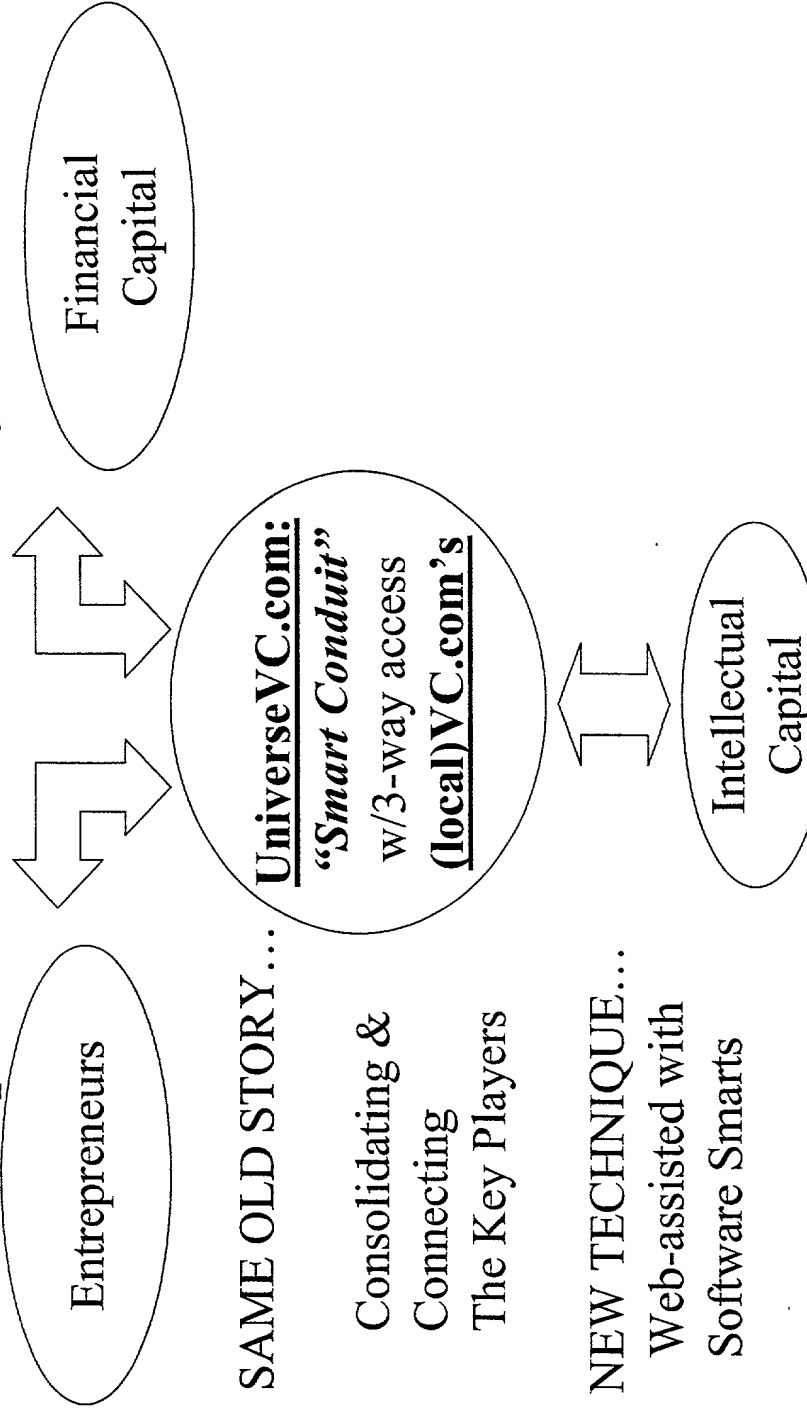 Entrepreneurs
Financial
Capital
SAME OLD STORY…
Consolidating &
Connecting
The Key Players
UniverseVC.com:
“Smart Conduit”
w/3-way access
(local)VC.com’s
NEW TECHNIQUE…
Web-assisted with
Software Smarts
Intellectual
Capital